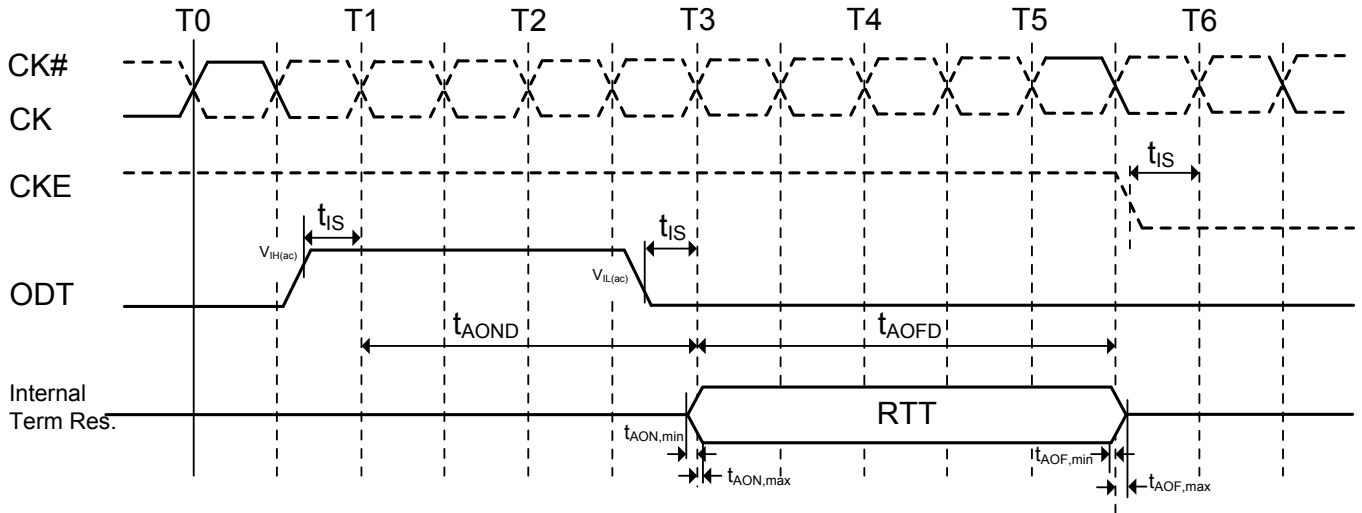 T0 T1 T2 T3 T4 T5 T6
CK#
CK
CKE
tIS
tIS
tIS
VIH(ac)
VIL(ac)
ODT
tAOND
tAOFD
Internal
Term Res.
RTT
tAON,min
tAOF,min
tAON,max
tAOF,max